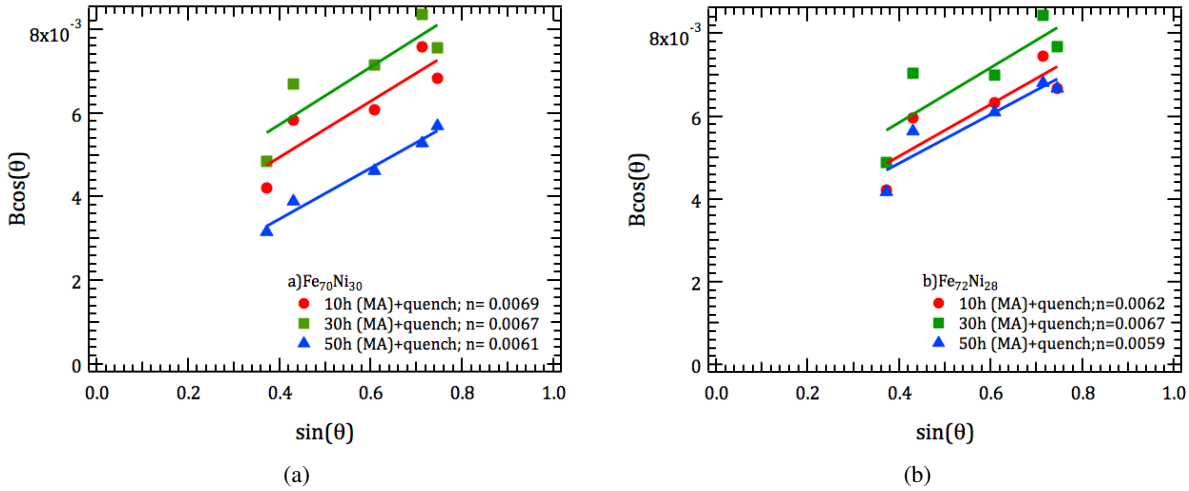 8x10⁻³
6
4
2
0
Bcos(θ)
a)Fe₇₀Ni₃₀
10h (MA)+quench; n= 0.0069
30h (MA)+quench; n= 0.0067
50h (MA)+quench; n= 0.0061
0.0 0.2 0.4 0.6 0.8 1.0
sin(θ)
(a)
8x10⁻³
6
4
2
0
Bcos(θ)
b)Fe₇₂Ni₂₈
10h (MA)+quench;n=0.0062
30h (MA)+quench;n=0.0067
50h (MA)+quench;n=0.0059
0.0 0.2 0.4 0.6 0.8 1.0
sin(θ)
(b)